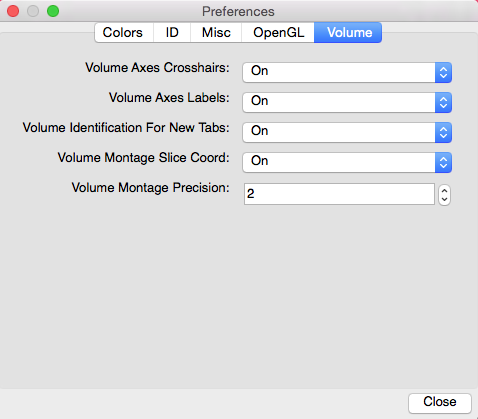 Preferences
Colors ID Misc OpenGL Volume
Volume Axes Crosshairs: On
Volume Axes Labels: On
Volume Identification For New Tabs: On
Volume Montage Slice Coord: On
Volume Montage Precision: 2
Close